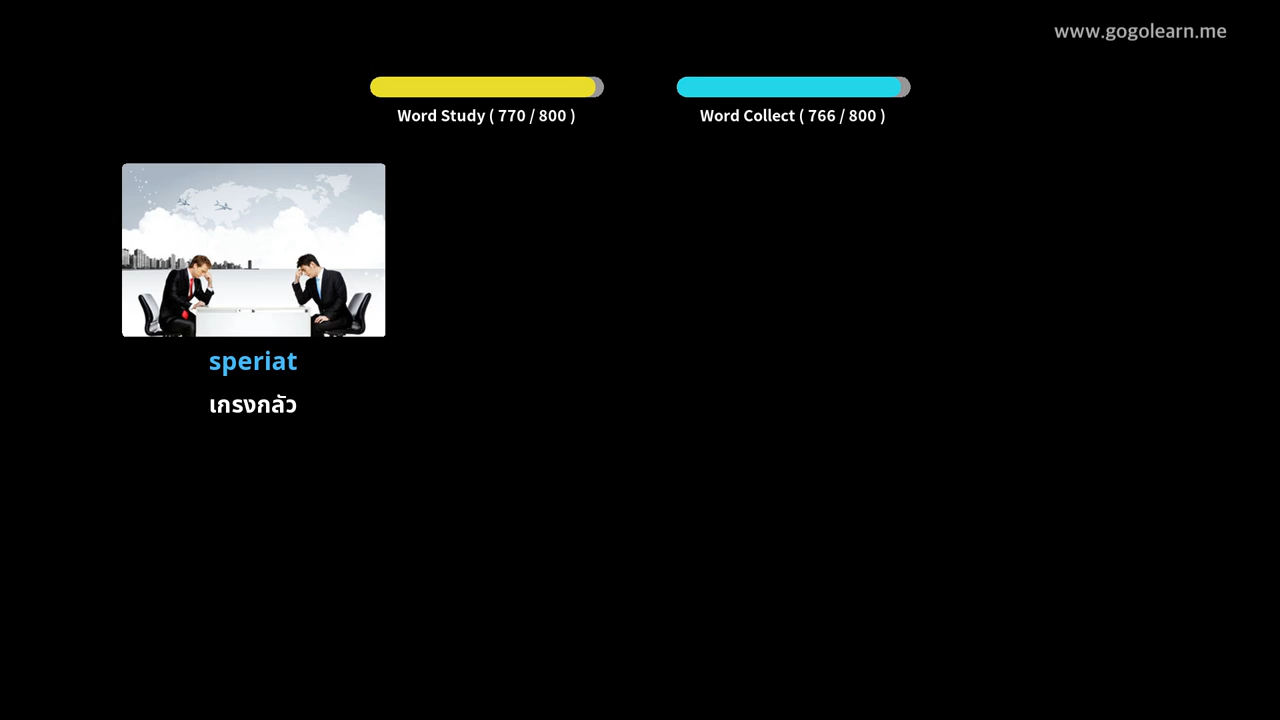 www.gogolearn.me
Word Study ( 770 / 800 )
Word Collect ( 766 / 800 )
speriat
เกรงกลัว